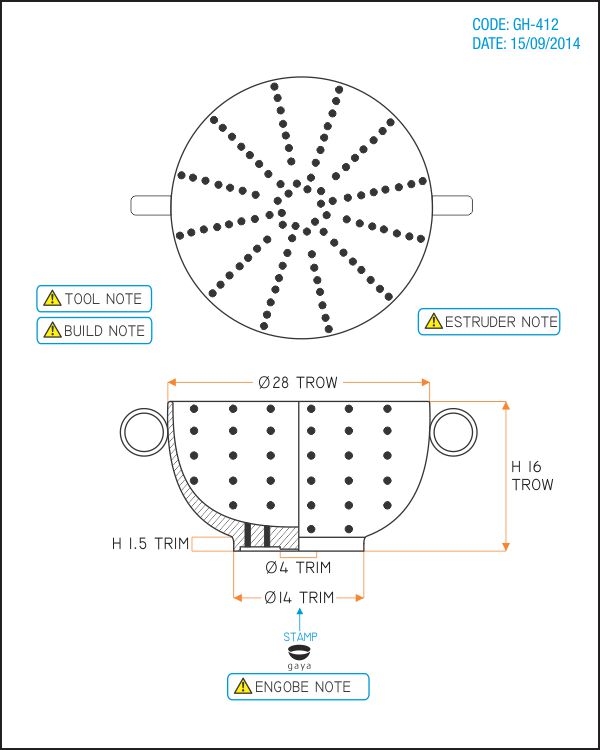 CODE: GH-412
DATE: 15/09/2014
TOOL NOTE
BUILD NOTE
ESTRUDER NOTE
Ø28 TROW
H 16
TROW
H 1.5 TRIM
Ø4 TRIM
Ø14 TRIM
STAMP
gaya
ENGOBE NOTE